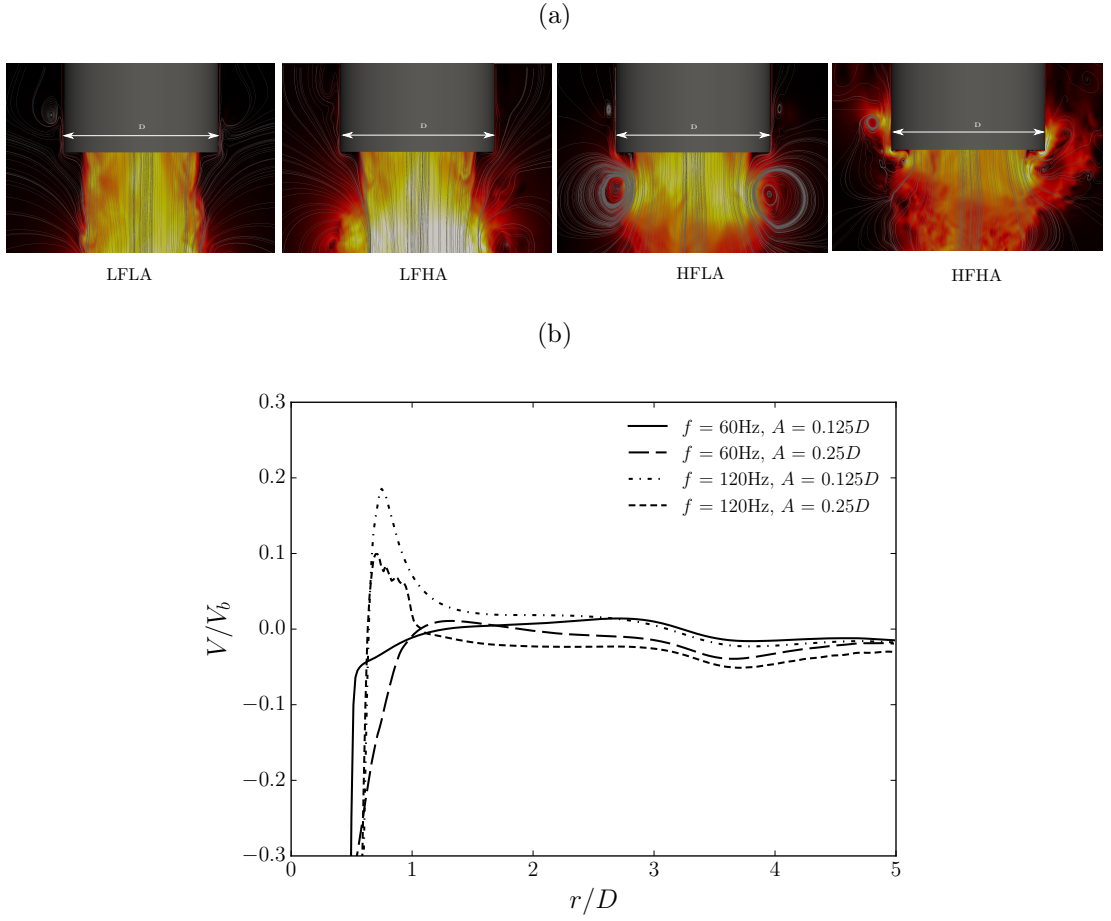 (a)
D
D
D
D
LFLA
LFHA
HFLA
HFHA
(b)
0.3
0.2
0.1
0.0
−0.1
−0.2
−0.3
V/V_b
f = 60Hz, A = 0.125D
f = 60Hz, A = 0.25D
f = 120Hz, A = 0.125D
f = 120Hz, A = 0.25D
0 1 2 3 4 5
r/D